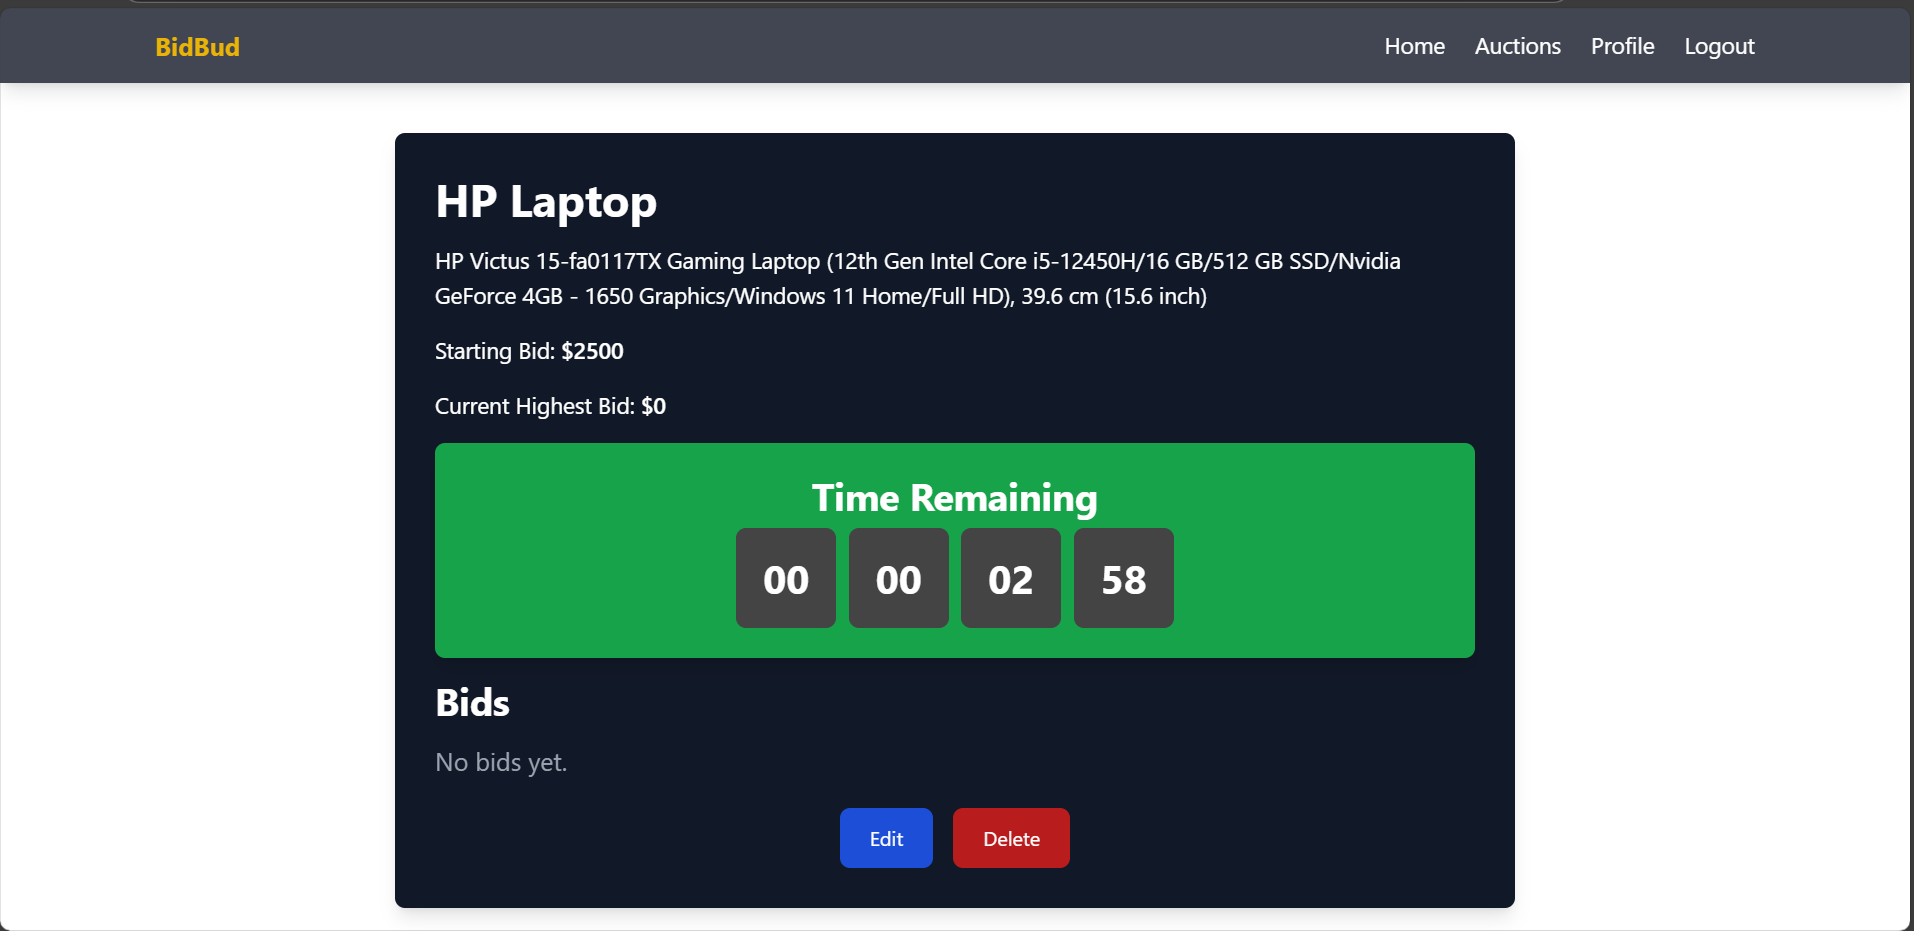 BidBud
Home Auctions Profile Logout
HP Laptop
HP Victus 15-fa0117TX Gaming Laptop (12th Gen Intel Core i5-12450H/16 GB/512 GB SSD/Nvidia
GeForce 4GB - 1650 Graphics/Windows 11 Home/Full HD), 39.6 cm (15.6 inch)
Starting Bid: $2500
Current Highest Bid: $0
Time Remaining
00 00 02 58
Bids
No bids yet.
Edit Delete